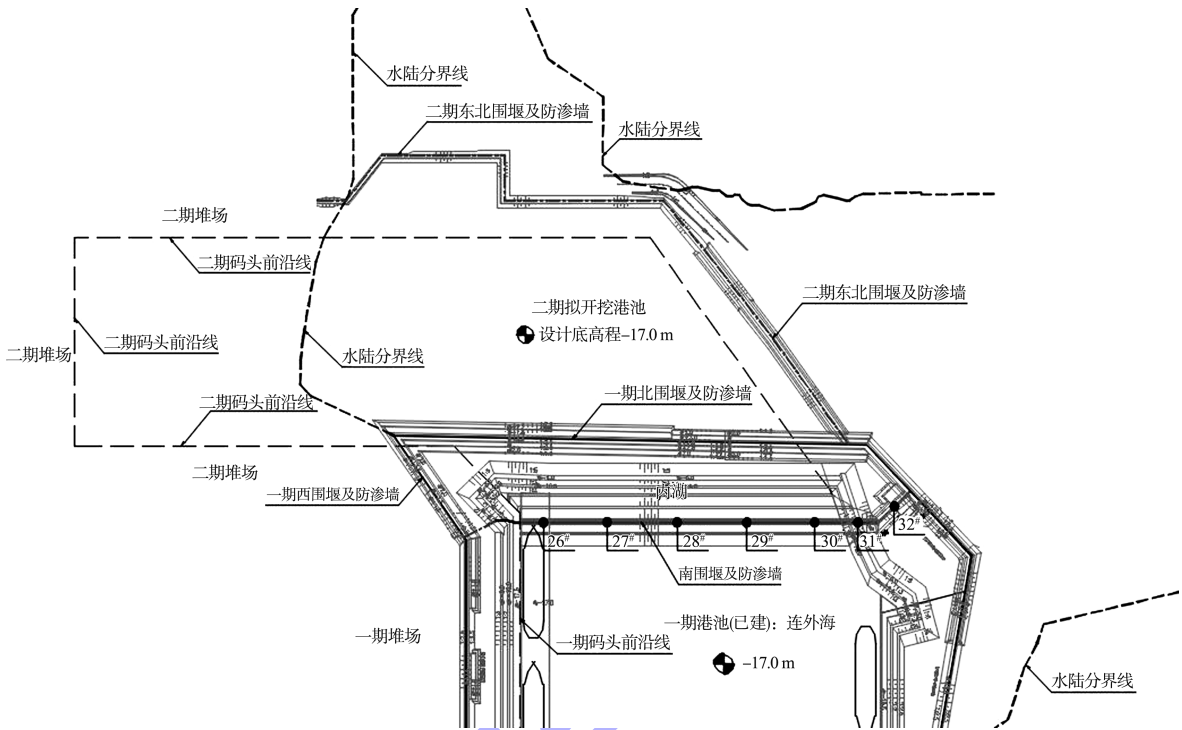 水陆分界线
二期东北围堰及防渗墙
水陆分界线
二期堆场
二期码头前沿线
二期拟开挖港池
设计底高程-17.0 m
二期东北围堰及防渗墙
二期码头前沿线
二期堆场
水陆分界线
一期北围堰及防渗墙
二期码头前沿线
二期堆场
一期西围堰及防渗墙
内湖
26# 27# 28# 29# 30# 31# 32#
南围堰及防渗墙
一期堆场
一期港池(已建)：连外海
一期码头前沿线
-17.0 m
水陆分界线